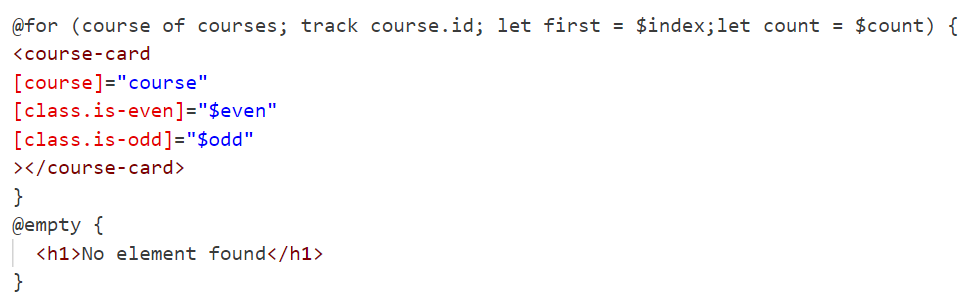 @for (course of courses; track course.id; let first = $index;let count = $count) {
<course-card
[course]="course"
[class.is-even]="$even"
[class.is-odd]="$odd"
></course-card>
}
@empty {
<h1>No element found</h1>
}